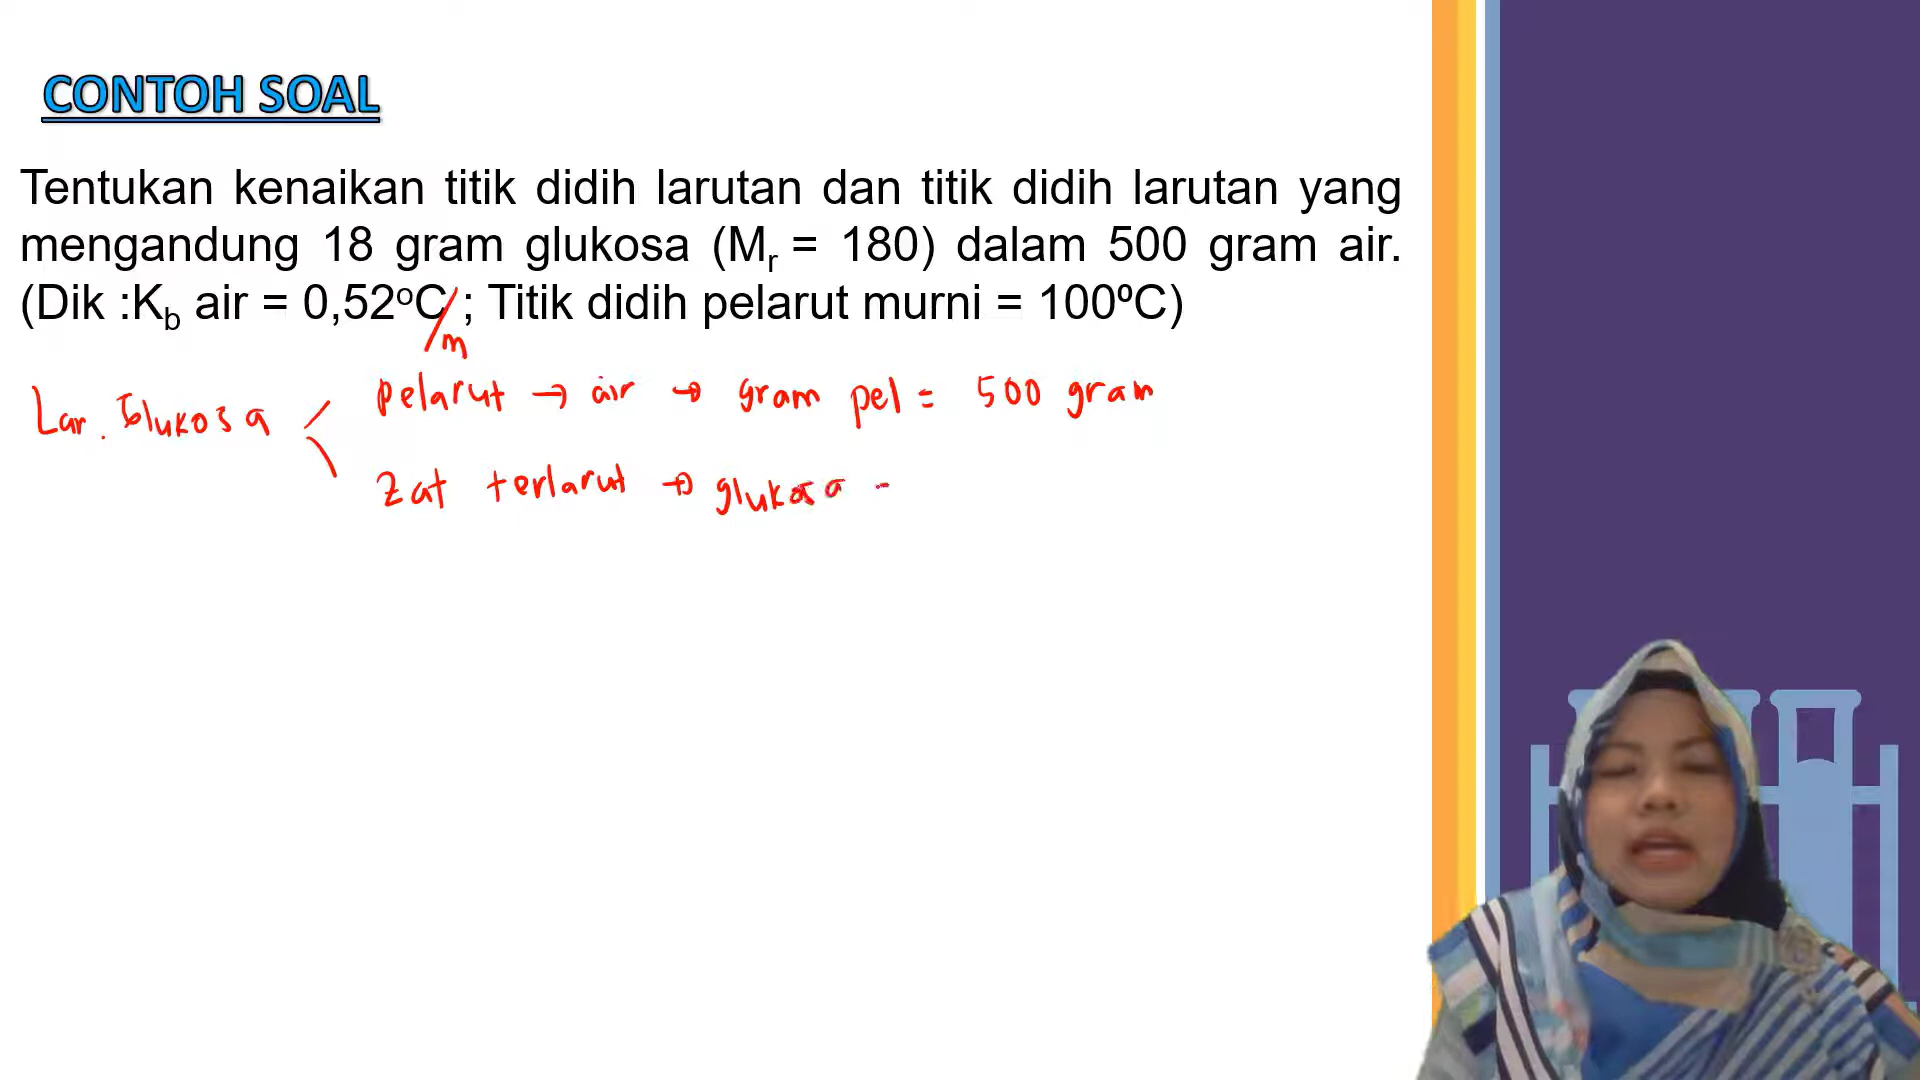 CONTOH SOAL
Tentukan kenaikan titik didih larutan dan titik didih larutan yang
mengandung 18 gram glukosa (Mr = 180) dalam 500 gram air.
(Dik :Kb air = 0,52ºC/m ; Titik didih pelarut murni = 100ºC)
Lar. Glukosa < pelarut → air → gram pel = 500 gram
zat terlarut → glukosa -